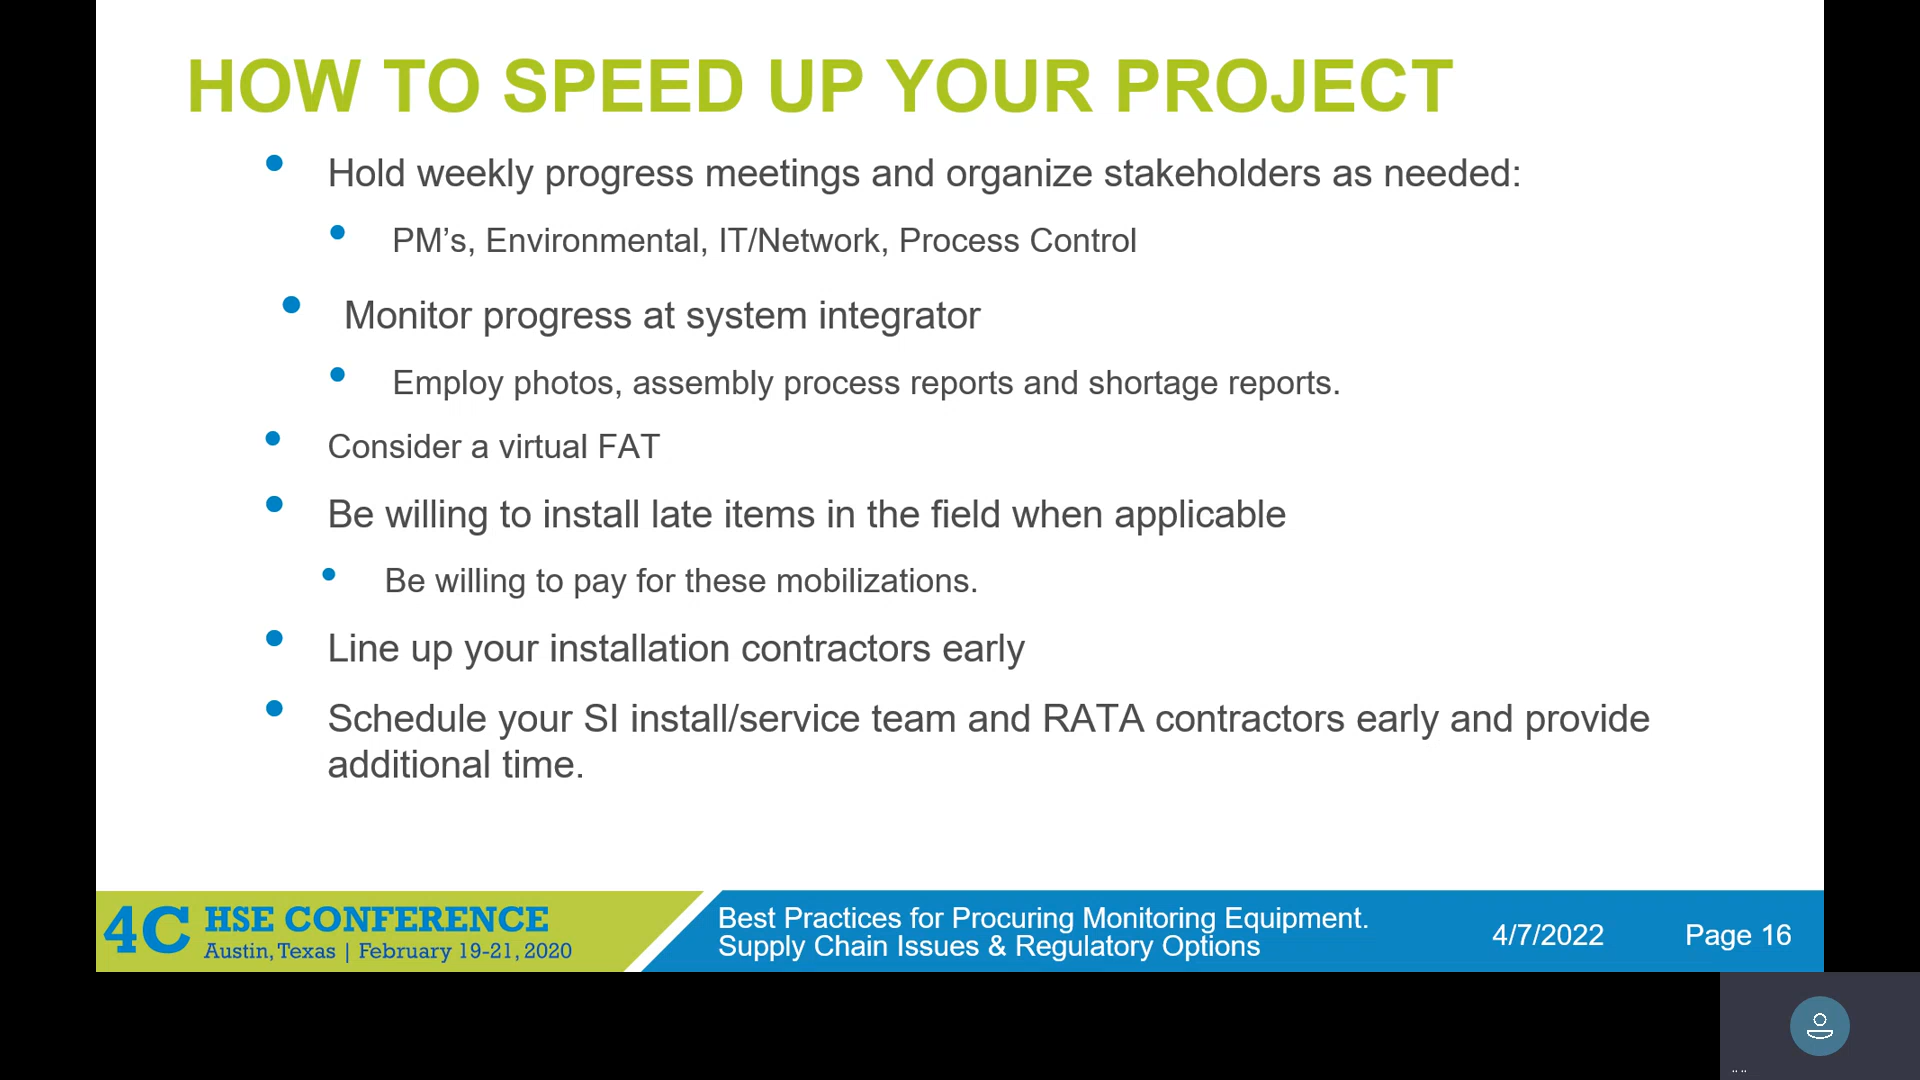 HOW TO SPEED UP YOUR PROJECT
Hold weekly progress meetings and organize stakeholders as needed:
PM’s, Environmental, IT/Network, Process Control
Monitor progress at system integrator
Employ photos, assembly process reports and shortage reports.
Consider a virtual FAT
Be willing to install late items in the field when applicable
Be willing to pay for these mobilizations.
Line up your installation contractors early
Schedule your SI install/service team and RATA contractors early and provide
additional time.
4C HSE CONFERENCE
Austin, Texas | February 19-21, 2020
Best Practices for Procuring Monitoring Equipment.
Supply Chain Issues & Regulatory Options
4/7/2022
Page 16